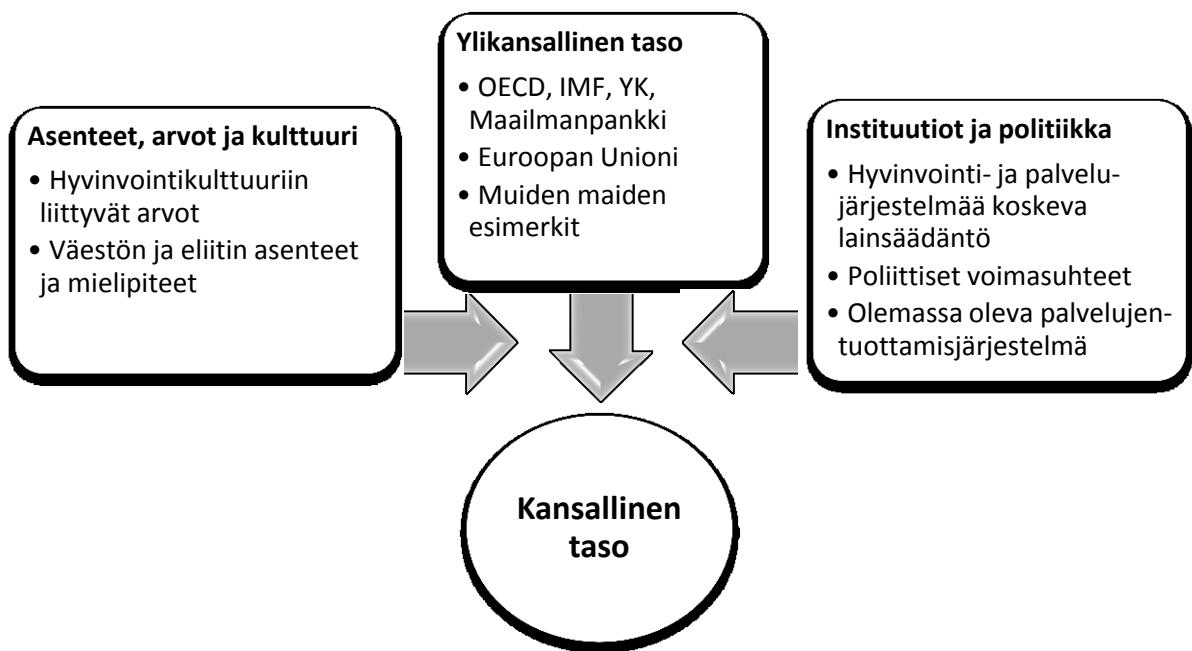 Ylikansallinen taso
• OECD, IMF, YK,
Maailmanpankki
• Euroopan Unioni
• Muiden maiden
esimerkit
Asenteet, arvot ja kulttuuri
• Hyvinvointikulttuuriin
liittyvät arvot
• Väestön ja eliitin asenteet
ja mielipiteet
Instituutiot ja politiikka
• Hyvinvointi- ja palvelu-
järjestelmää koskeva
lainsäädäntö
• Poliittiset voimasuhteet
• Olemassa oleva palvelujen-
tuottamisjärjestelmä
Kansallinen
taso